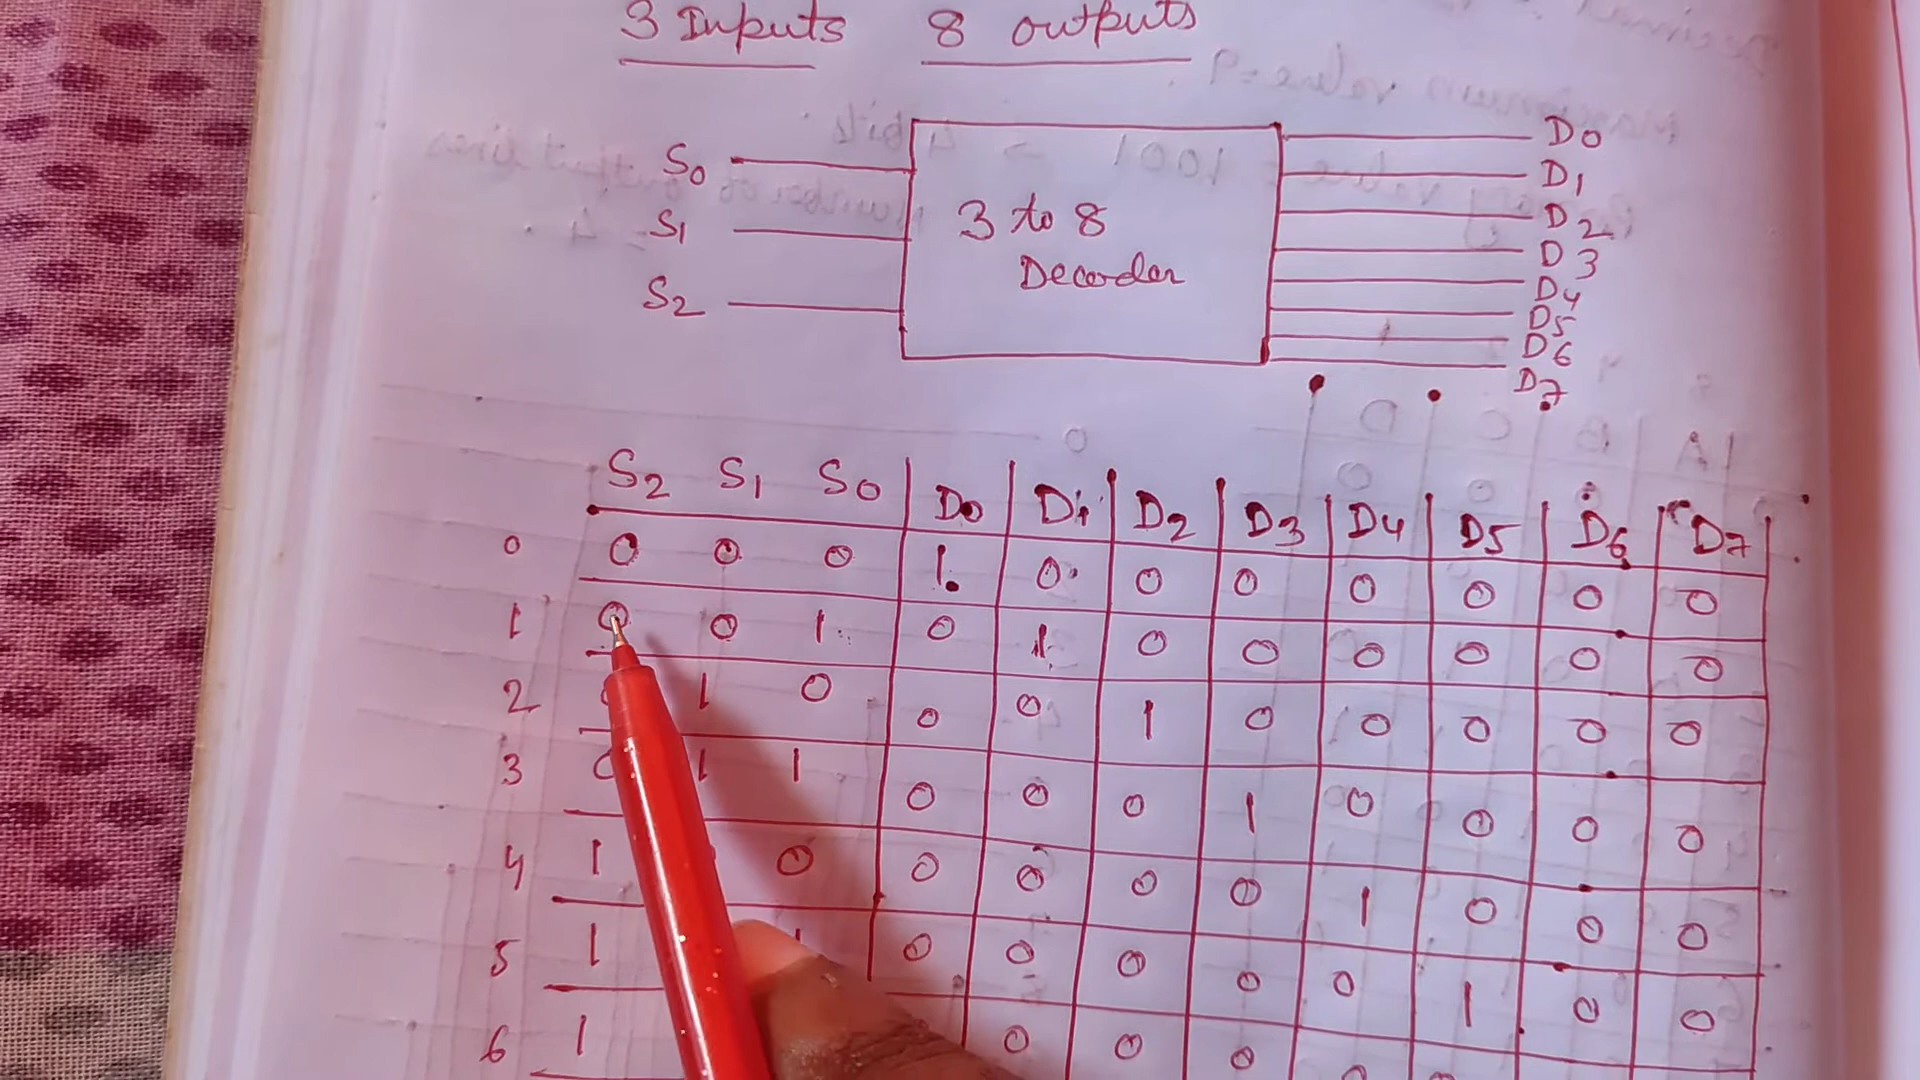 3 Inputs 8 outputs
S0 D0
S1 D1
S2 D2
3 to 8 D3
Decoder D4
D5
D6
D7
S2 S1 S0 D0 D1 D2 D3 D4 D5 D6 D7
0 0 0 0 1 0 0 0 0 0 0 0
1 0 0 1 0 1 0 0 0 0 0 0
2 1 0 0 0 1 0 0 0 0 0
3 0 1 1 0 0 0 1 0 0 0 0
4 1 0 0 0 0 0 1 0 0 0
5 1 0 0 0 0 0 1 0 0
6 1 0 0 0